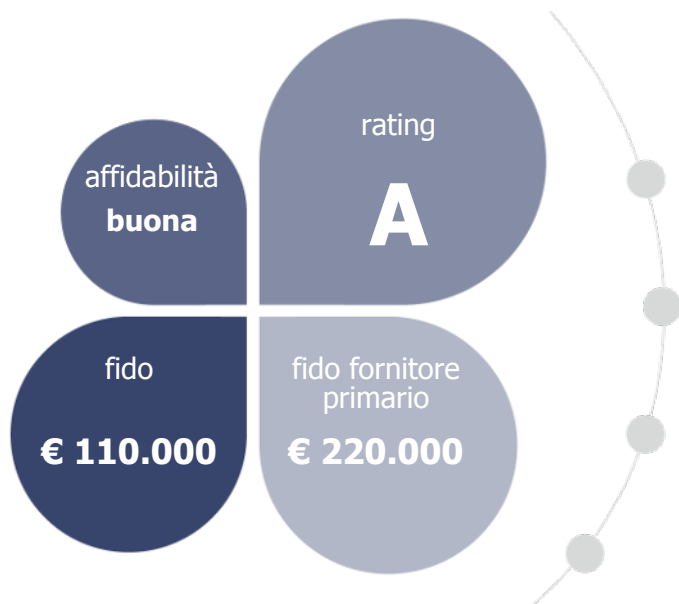 affidabilità
buona
rating
A
fido
€ 110.000
fido fornitore
primario
€ 220.000